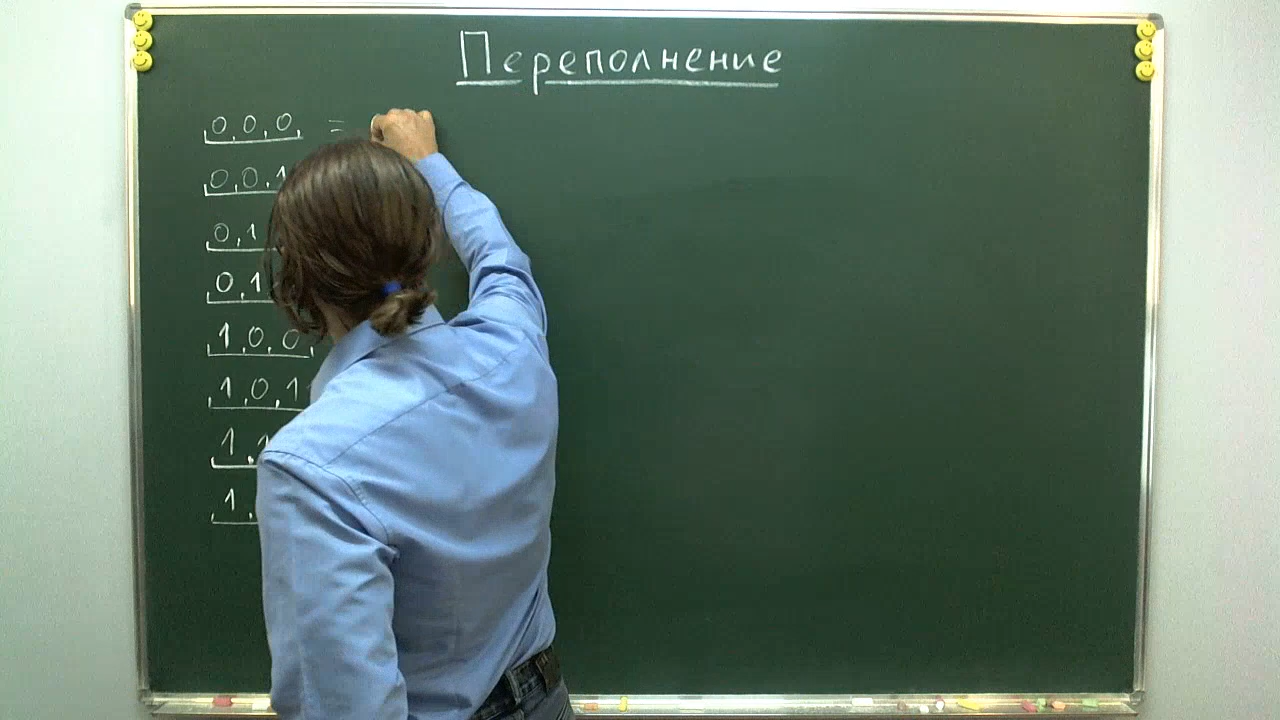 Переполнение
0 0 0 =
0 0 1
0 1
0 1
1 0 0
1 0 1
1 1
1